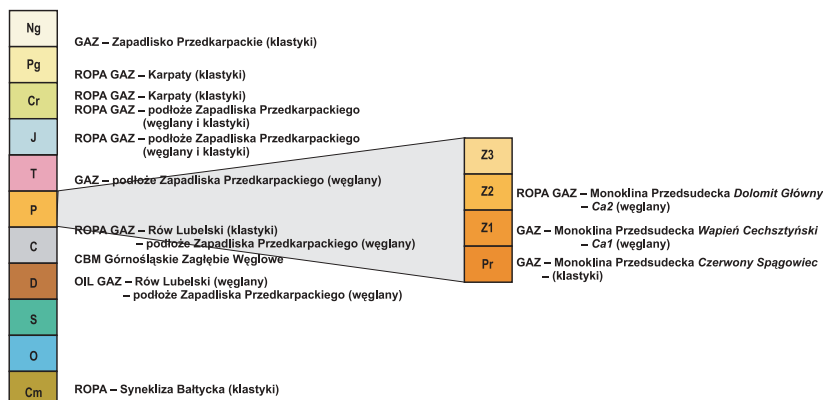 Ng
GAZ – Zapadlisko Przedkarpackie (klastyki)
Pg
ROPA GAZ – Karpaty (klastyki)
Cr
ROPA GAZ – Karpaty (klastyki)
ROPA GAZ – podłoże Zapadliska Przedkarpackiego
(węglany i klastyki)
J
ROPA GAZ – podłoże Zapadliska Przedkarpackiego
(węglany i klastyki)
T
GAZ – podłoże Zapadliska Przedkarpackiego (węglany)
P
C
ROPA GAZ – Rów Lubelski (klastyki)
– podłoże Zapadliska Przedkarpackiego (węglany)
CBM Górnośląskie Zagłębie Węglowe
D
OIL GAZ – Rów Lubelski (węglany)
– podłoże Zapadliska Przedkarpackiego (węglany)
S
O
Cm
ROPA – Synekliza Bałtycka (klastyki)
Z3
Z2
ROPA GAZ – Monoklina Przedsudecka Dolomit Główny
– Ca2 (węglany)
Z1
GAZ – Monoklina Przedsudecka Wapień Cechsztyński
– Ca1 (węglany)
Pr
GAZ – Monoklina Przedsudecka Czerwony Spągowiec
– (klastyki)